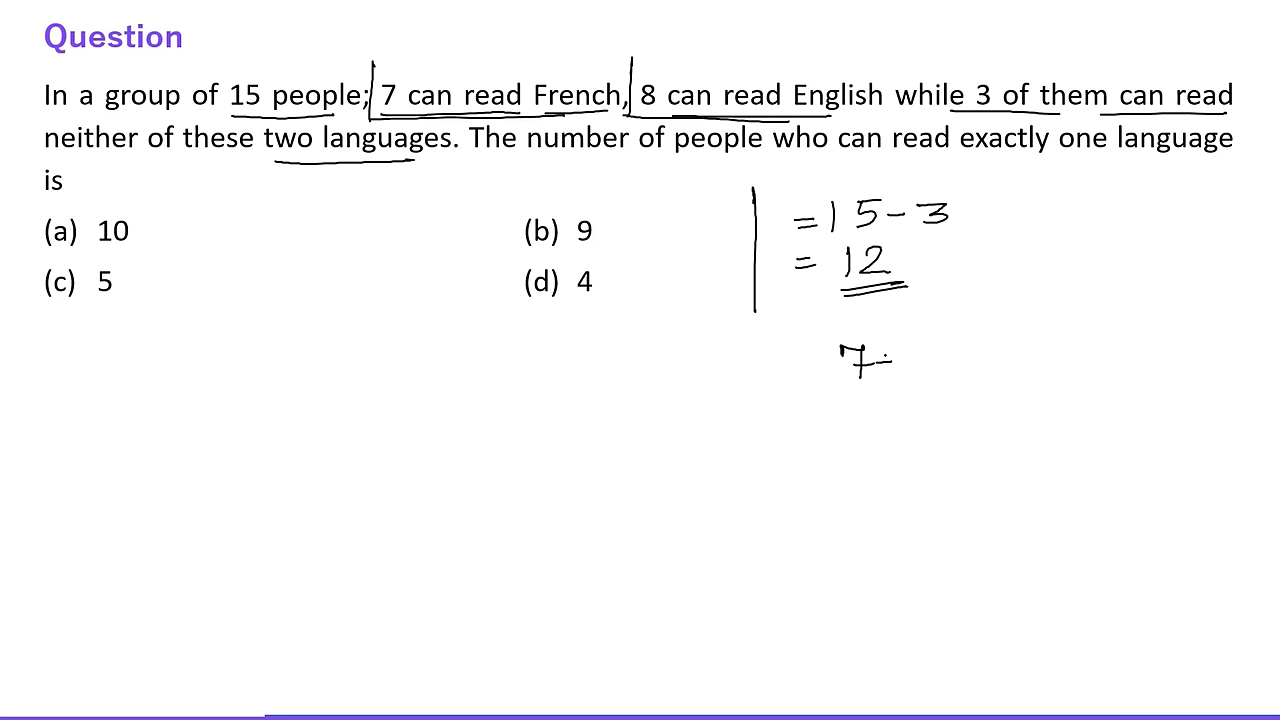 Question
In a group of 15 people; 7 can read French, 8 can read English while 3 of them can read
neither of these two languages. The number of people who can read exactly one language
is
(a) 10 (b) 9
(c) 5 (d) 4
= 15 - 3
= 12
7